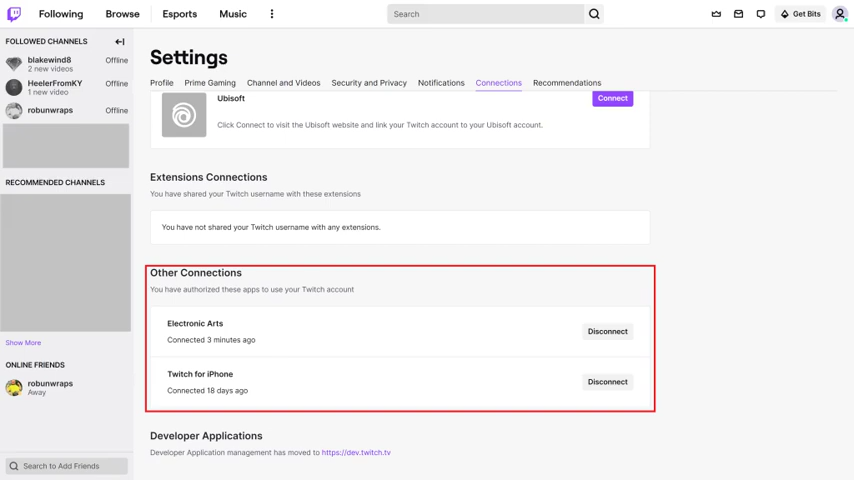 Following
Browse
Esports
Music
Search
Get Bits
FOLLOWED CHANNELS
blakewind8
Offline
2 new videos
HeelerFromKY
Offline
1 new video
robunwraps
Offline
RECOMMENDED CHANNELS
Show More
ONLINE FRIENDS
robunwraps
Away
Search to Add Friends
Settings
Profile
Prime Gaming
Channel and Videos
Security and Privacy
Notifications
Connections
Recommendations
Ubisoft
Connect
Click Connect to visit the Ubisoft website and link your Twitch account to your Ubisoft account.
Extensions Connections
You have shared your Twitch username with these extensions
You have not shared your Twitch username with any extensions.
Other Connections
You have authorized these apps to use your Twitch account
Electronic Arts
Connected 3 minutes ago
Disconnect
Twitch for iPhone
Connected 18 days ago
Disconnect
Developer Applications
Developer Application management has moved to https://dev.twitch.tv